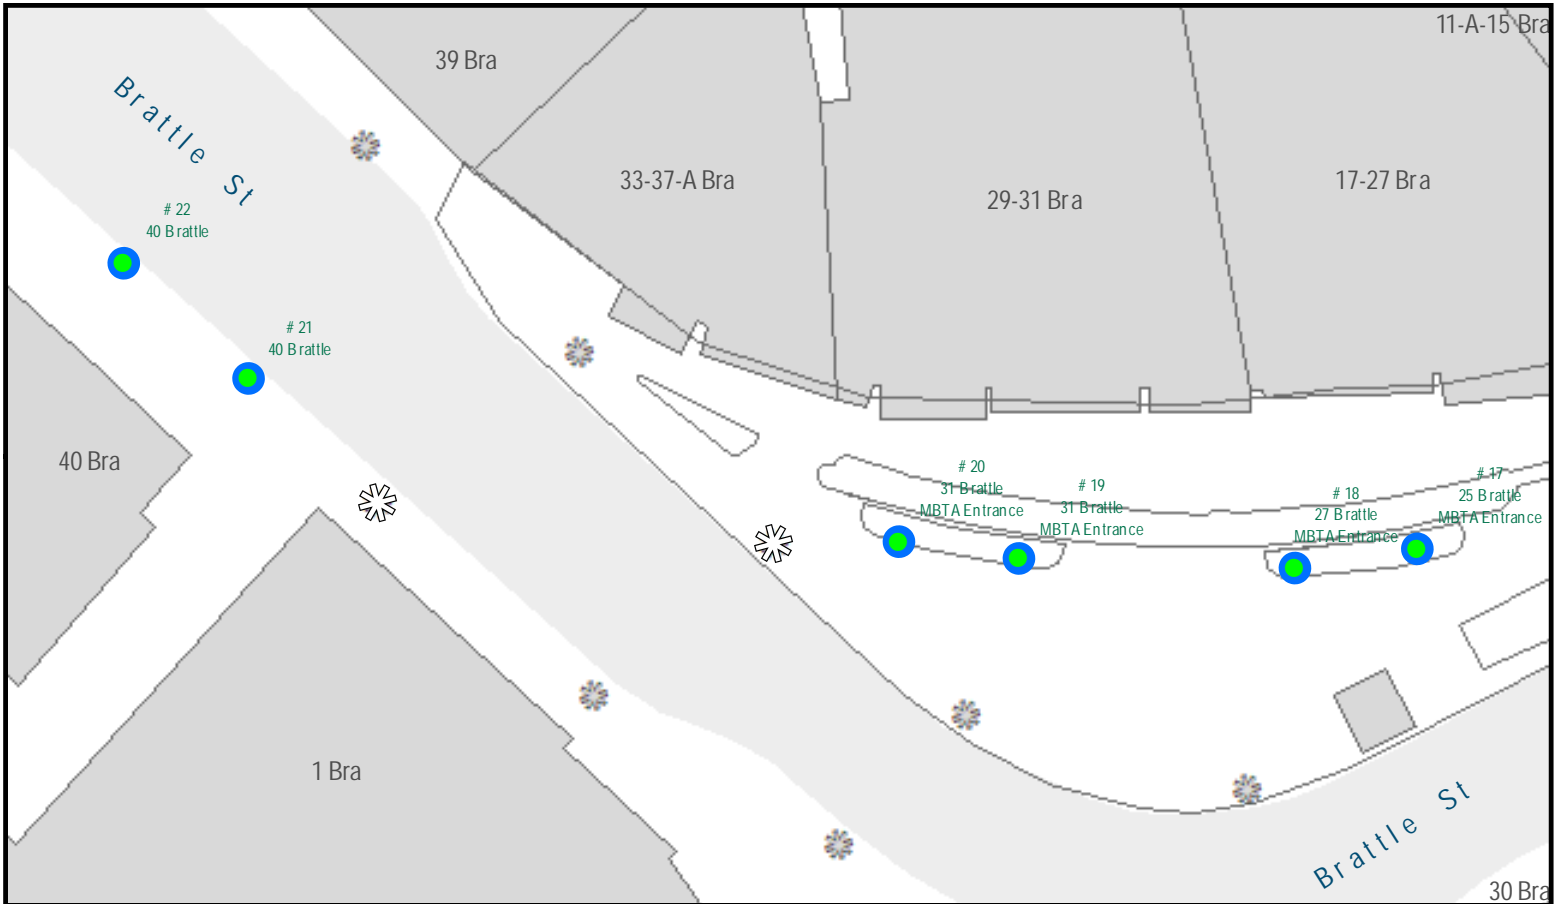 11-A-15 Bra
39 Bra
Brattle St
33-37-A Bra
29-31 Bra
17-27 Bra
# 22
40 Brattle
# 21
40 Brattle
40 Bra
# 20
31 Brattle
MBTA Entrance
# 19
31 Brattle
MBTA Entrance
# 18
27 Brattle
MBTA Entrance
# 17
25 Brattle
MBTA Entrance
1 Bra
Brattle St
30 Bra